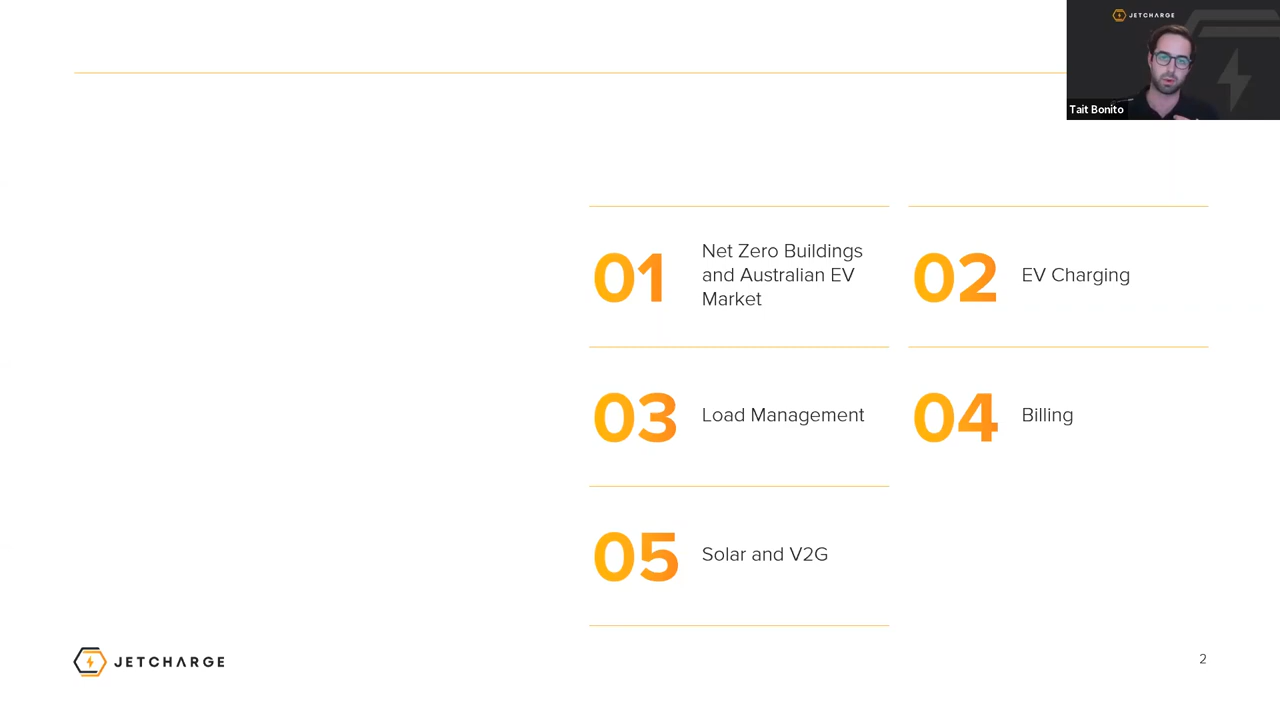 JETCHARGE
Tait Bonito
01
Net Zero Buildings
and Australian EV
Market
02
EV Charging
03
Load Management
04
Billing
05
Solar and V2G
JETCHARGE
2